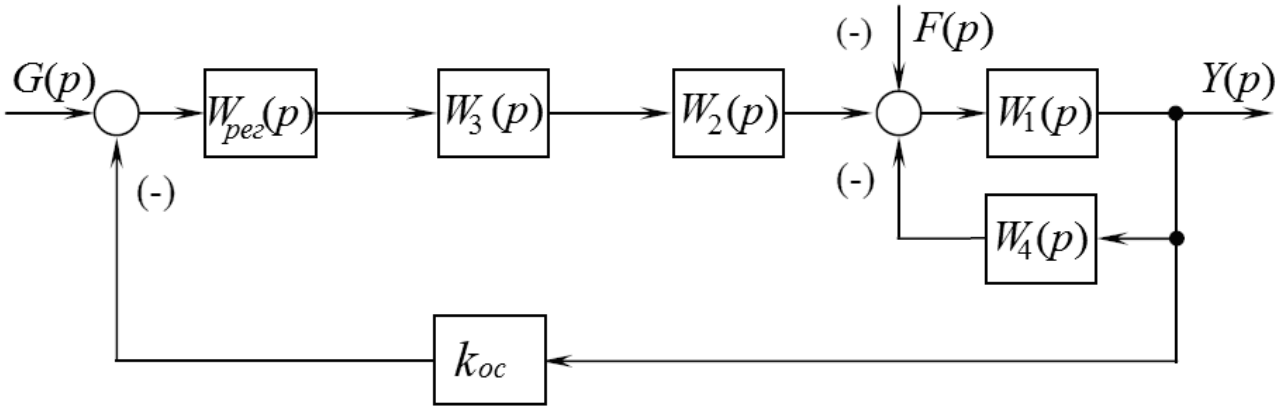 G(p)
W_рег(p)
W_3(p)
W_2(p)
(-)
F(p)
W_1(p)
Y(p)
(-)
(-)
W_4(p)
k_ос